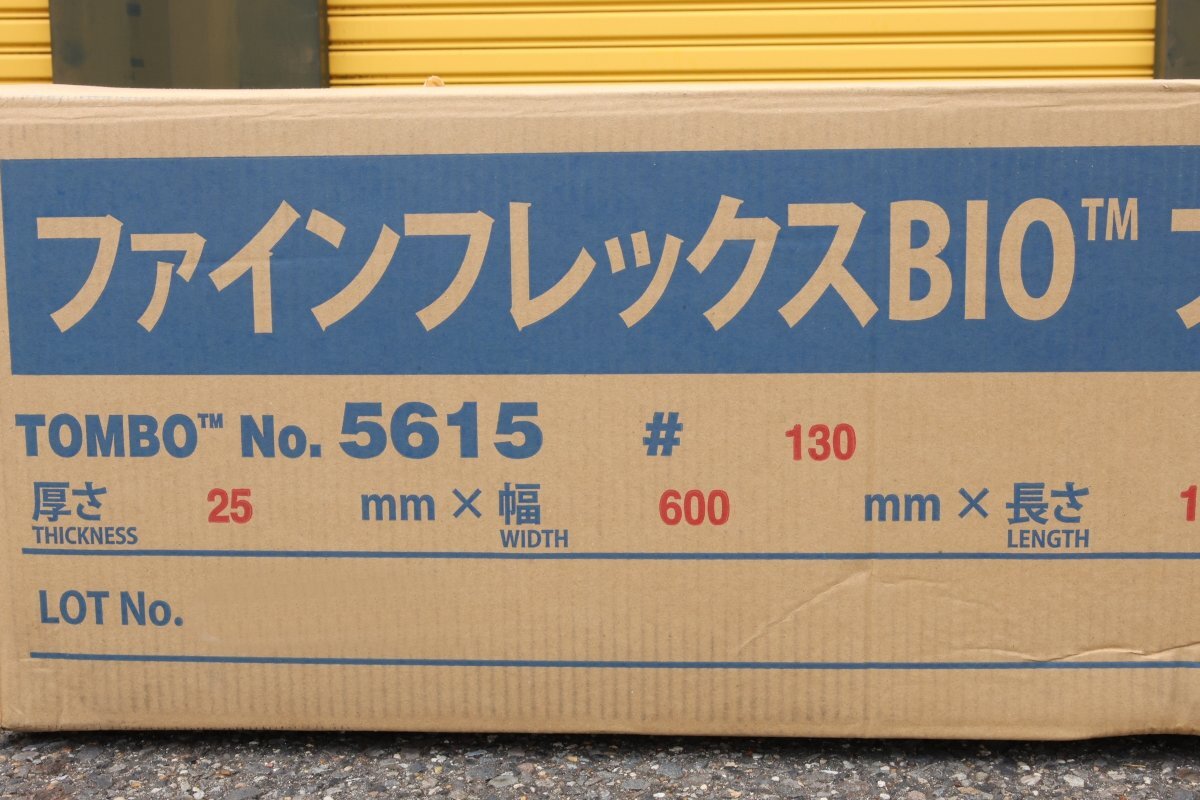 ファインフレックスBIO™
TOMBO™ No. 5615 # 130
厚さ 25 mm × 幅 600 mm × 長さ
THICKNESS WIDTH LENGTH
LOT No.